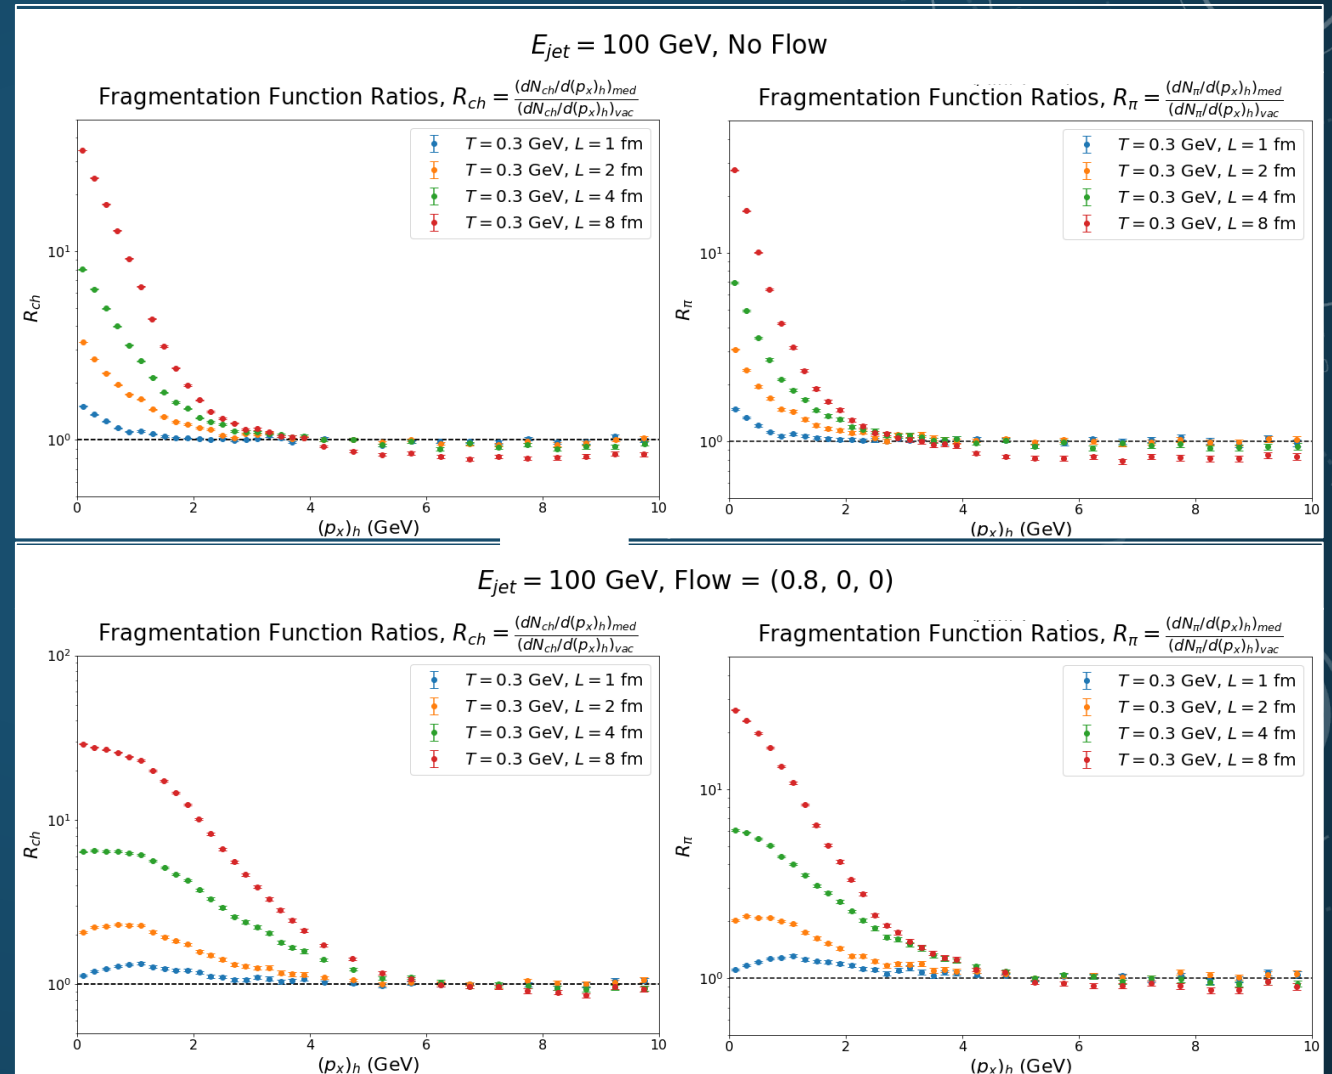 E_jet = 100 GeV, No Flow
Fragmentation Function Ratios, R_ch = (dN_ch/d(p_x)_h)_med / (dN_ch/d(p_x)_h)_vac
T = 0.3 GeV, L = 1 fm
T = 0.3 GeV, L = 2 fm
T = 0.3 GeV, L = 4 fm
T = 0.3 GeV, L = 8 fm
R_ch
10^1
10^0
0 2 4 6 8 10
(p_x)_h (GeV)
Fragmentation Function Ratios, R_π = (dN_π/d(p_x)_h)_med / (dN_π/d(p_x)_h)_vac
T = 0.3 GeV, L = 1 fm
T = 0.3 GeV, L = 2 fm
T = 0.3 GeV, L = 4 fm
T = 0.3 GeV, L = 8 fm
R_π
10^1
10^0
0 2 4 6 8 10
(p_x)_h (GeV)
E_jet = 100 GeV, Flow = (0.8, 0, 0)
Fragmentation Function Ratios, R_ch = (dN_ch/d(p_x)_h)_med / (dN_ch/d(p_x)_h)_vac
T = 0.3 GeV, L = 1 fm
T = 0.3 GeV, L = 2 fm
T = 0.3 GeV, L = 4 fm
T = 0.3 GeV, L = 8 fm
R_ch
10^2
10^1
10^0
0 2 4 6 8 10
(p_x)_h (GeV)
Fragmentation Function Ratios, R_π = (dN_π/d(p_x)_h)_med / (dN_π/d(p_x)_h)_vac
T = 0.3 GeV, L = 1 fm
T = 0.3 GeV, L = 2 fm
T = 0.3 GeV, L = 4 fm
T = 0.3 GeV, L = 8 fm
R_π
10^1
10^0
0 2 4 6 8 10
(p_x)_h (GeV)